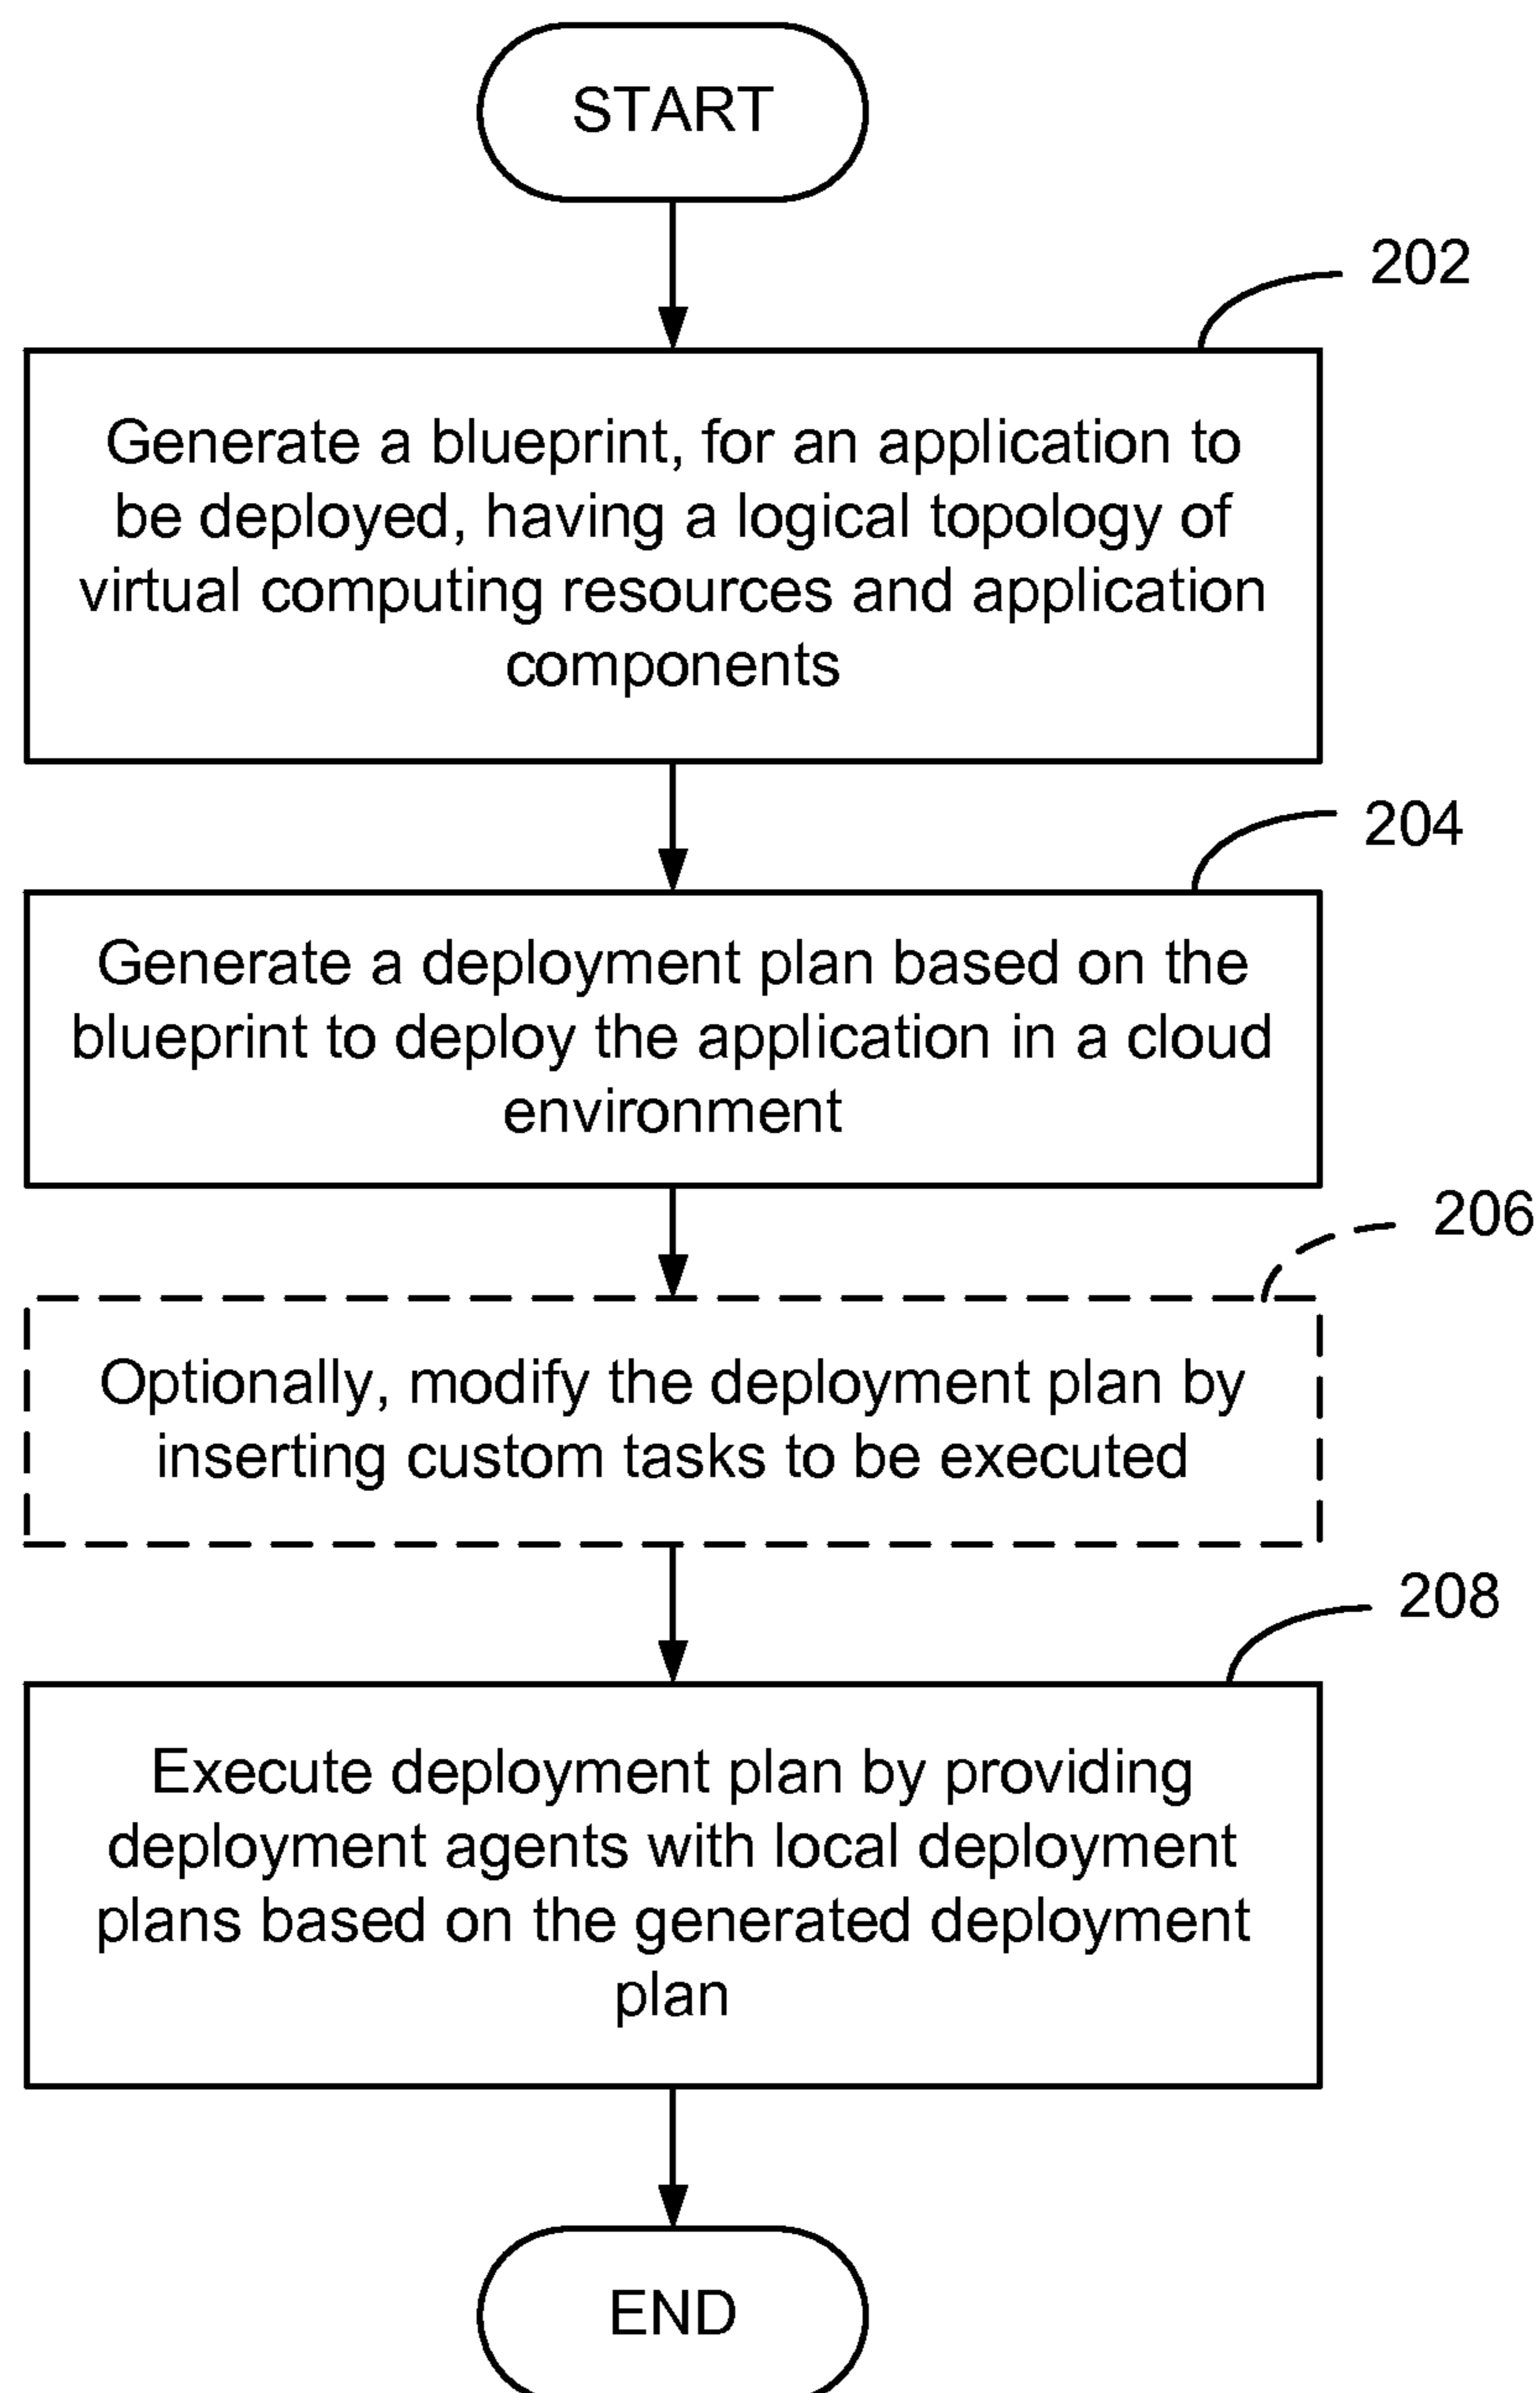 START
202
Generate a blueprint, for an application to
be deployed, having a logical topology of
virtual computing resources and application
components
204
Generate a deployment plan based on the
blueprint to deploy the application in a cloud
environment
206
Optionally, modify the deployment plan by
inserting custom tasks to be executed
208
Execute deployment plan by providing
deployment agents with local deployment
plans based on the generated deployment
plan
END